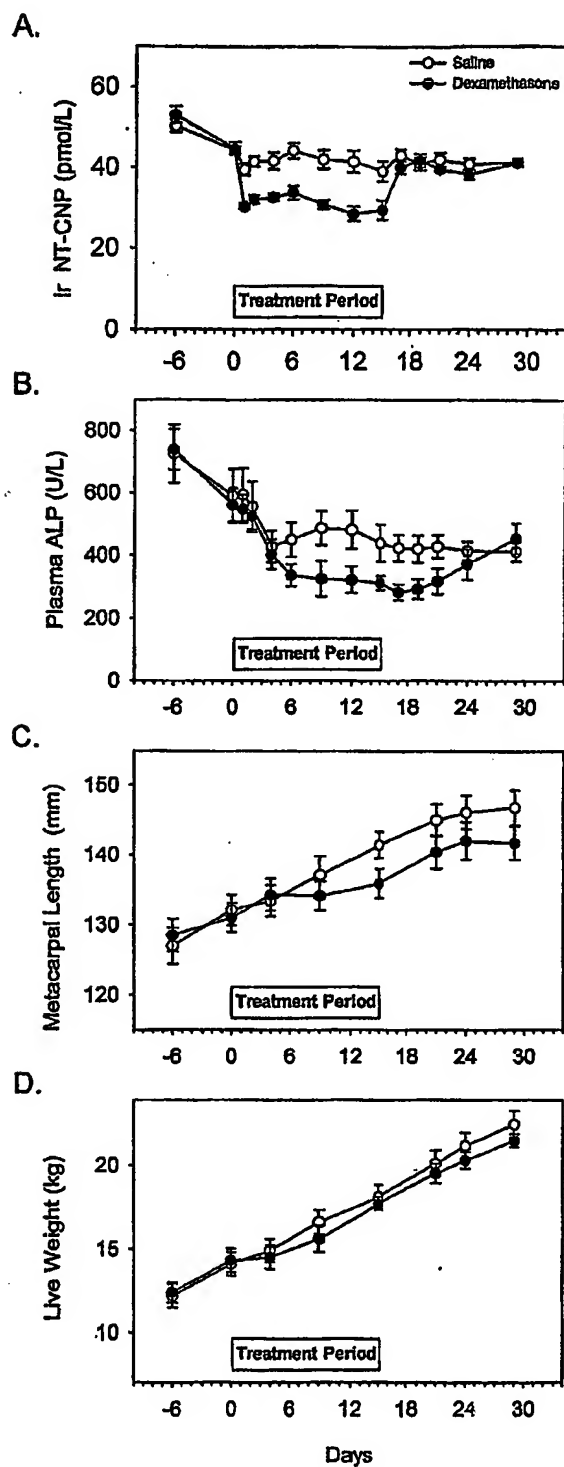 A.
Saline
Dexamethasone
Ir NT-CNP (pmol/L)
60
40
20
0
Treatment Period
-6 0 6 12 18 24 30
B.
Plasma ALP (U/L)
800
600
400
200
0
Treatment Period
-6 0 6 12 18 24 30
C.
Metacarpal Length (mm)
150
140
130
120
Treatment Period
-6 0 6 12 18 24 30
D.
Live Weight (kg)
20
15
10
Treatment Period
-6 0 6 12 18 24 30
Days